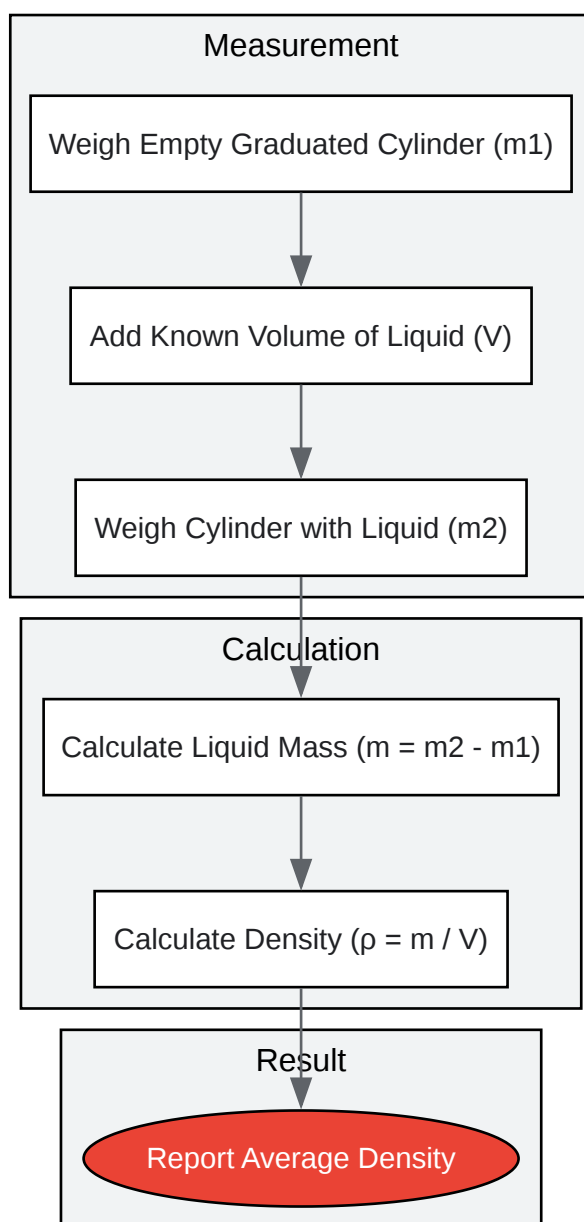 Measurement
Weigh Empty Graduated Cylinder (m1)
Add Known Volume of Liquid (V)
Weigh Cylinder with Liquid (m2)
Calculation
Calculate Liquid Mass (m = m2 - m1)
Calculate Density (ρ = m / V)
Result
Report Average Density